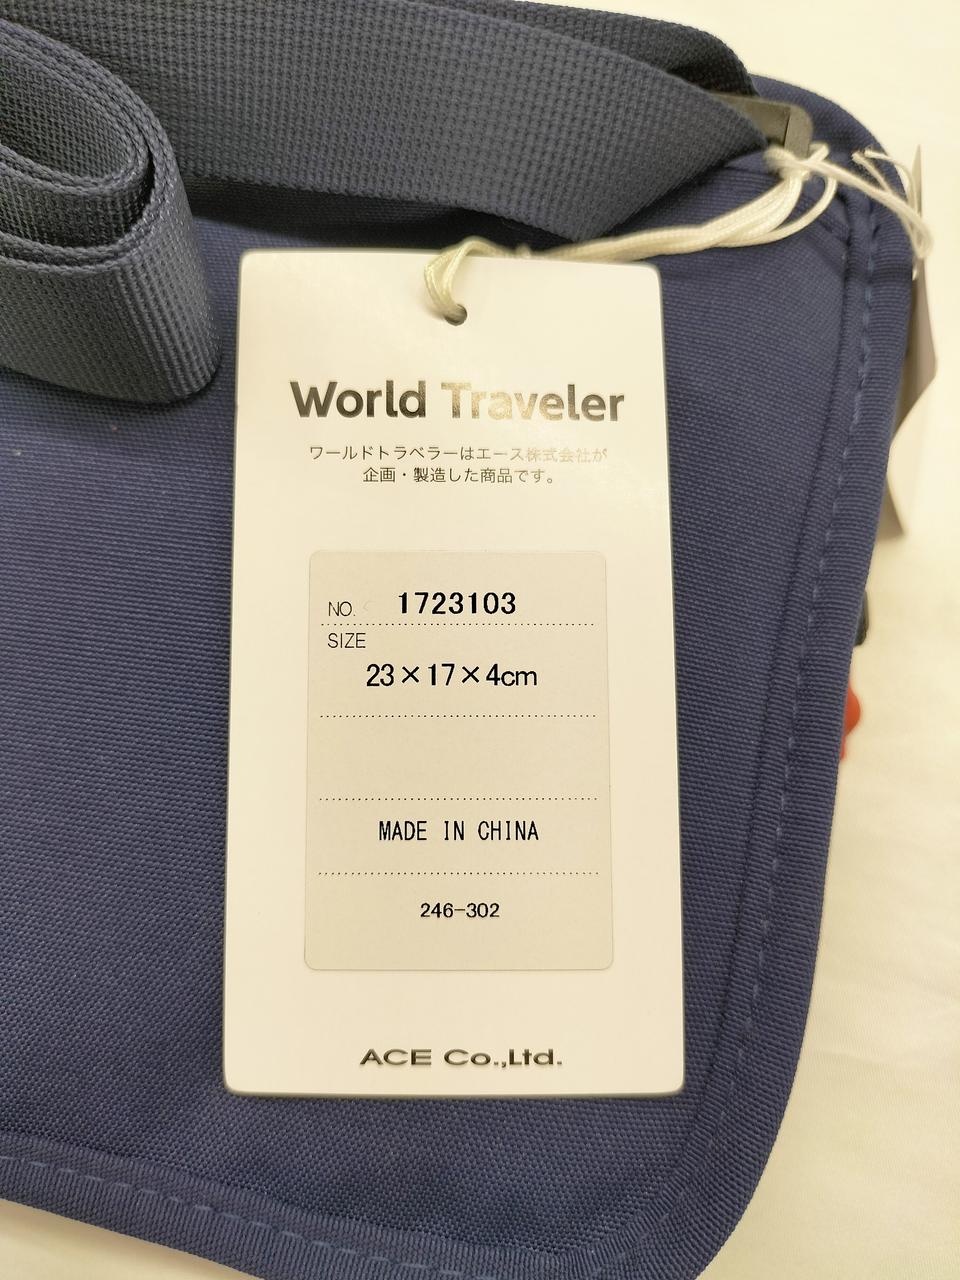 World Traveler
ワールドトラベラーはエース株式会社が
企画・製造した商品です。
NO. 1723103
SIZE
23×17×4cm
MADE IN CHINA
246-302
ACE Co.,Ltd.